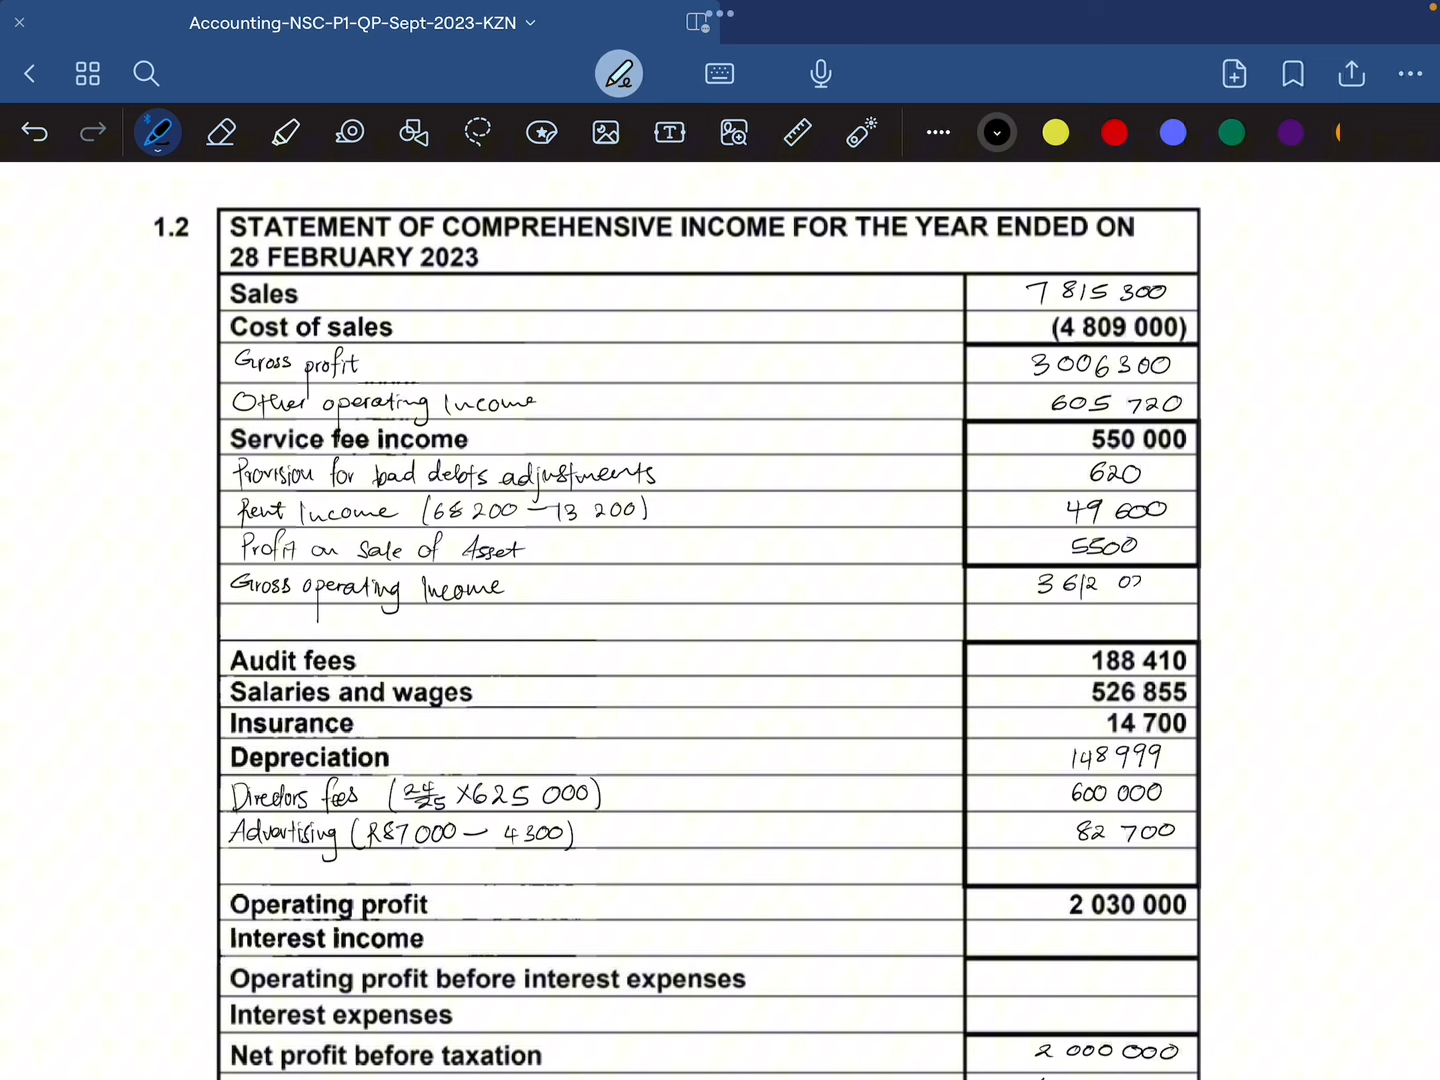 Accounting-NSC-P1-QP-Sept-2023-KZN
1.2 STATEMENT OF COMPREHENSIVE INCOME FOR THE YEAR ENDED ON
28 FEBRUARY 2023
Sales 7 815 300
Cost of sales (4 809 000)
Gross profit 3 006 300
Other operating Income 605 720
Service fee income 550 000
Provision for bad debts adjustments 620
Rent Income (68 200 – 13 200) 49 600
Profit on Sale of Asset 5500
Gross operating Income 3 612 02
Audit fees 188 410
Salaries and wages 526 855
Insurance 14 700
Depreciation 148 999
Directors fees (24/25 × 625 000) 600 000
Advertising (R87 000 – 4 300) 82 700
Operating profit 2 030 000
Interest income
Operating profit before interest expenses
Interest expenses
Net profit before taxation 2 000 000